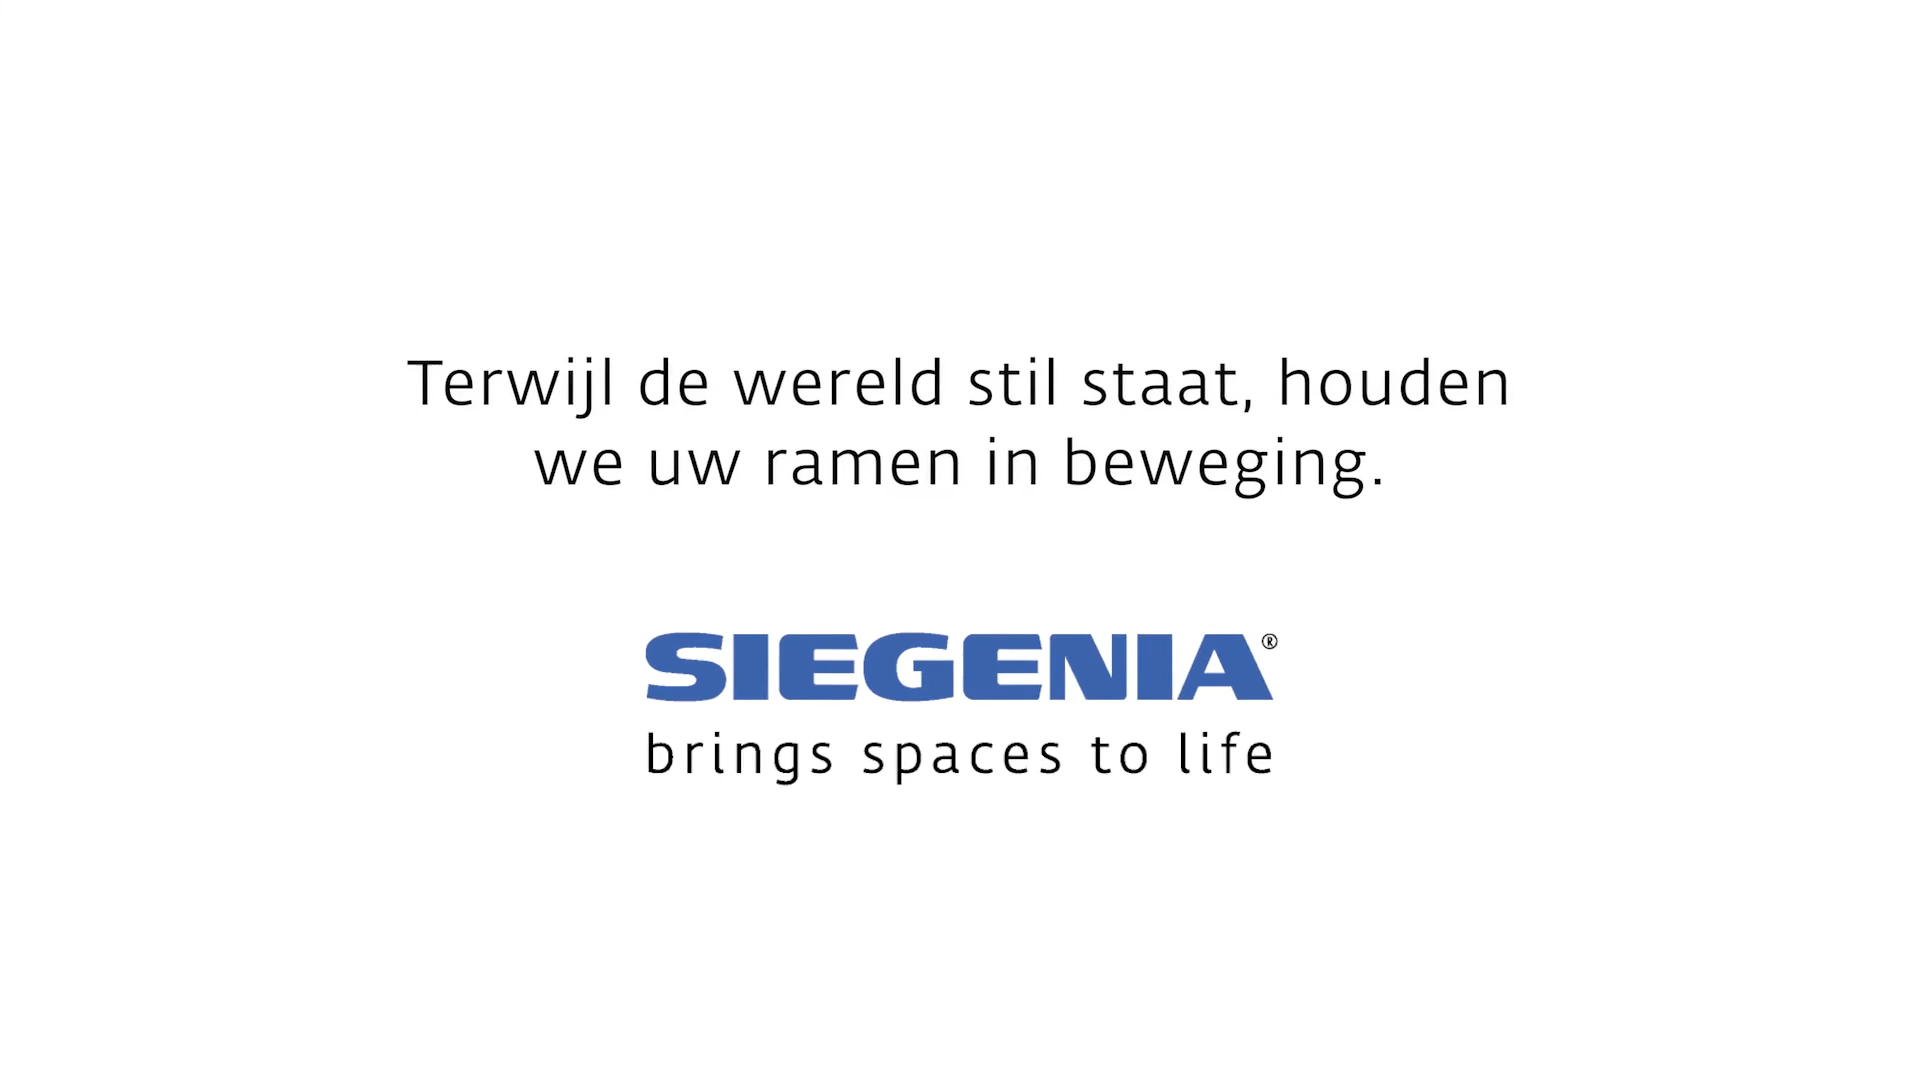 Terwijl de wereld stil staat, houden
we uw ramen in beweging.
SIEGENIA®
brings spaces to life